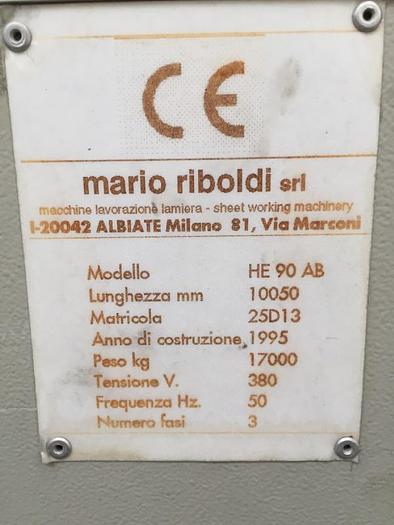 CE
mario riboldi srl
macchine lavorazione lamiera - sheet working machinery
I-20042 ALBIATE Milano 81, Via Marconi
Modello HE 90 AB
Lunghezza mm 10050
Matricola 25D13
Anno di costruzione 1995
Peso kg 17000
Tensione V. 380
Frequenza Hz. 50
Numero fasi 3